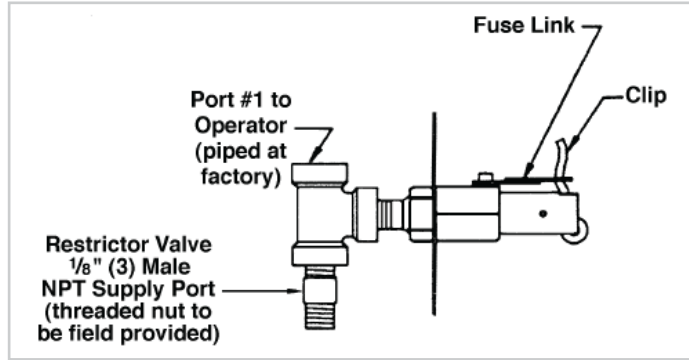 Fuse Link
Clip
Port #1 to
Operator
(piped at
factory)
Restrictor Valve
1/8" (3) Male
NPT Supply Port
(threaded nut to
be field provided)